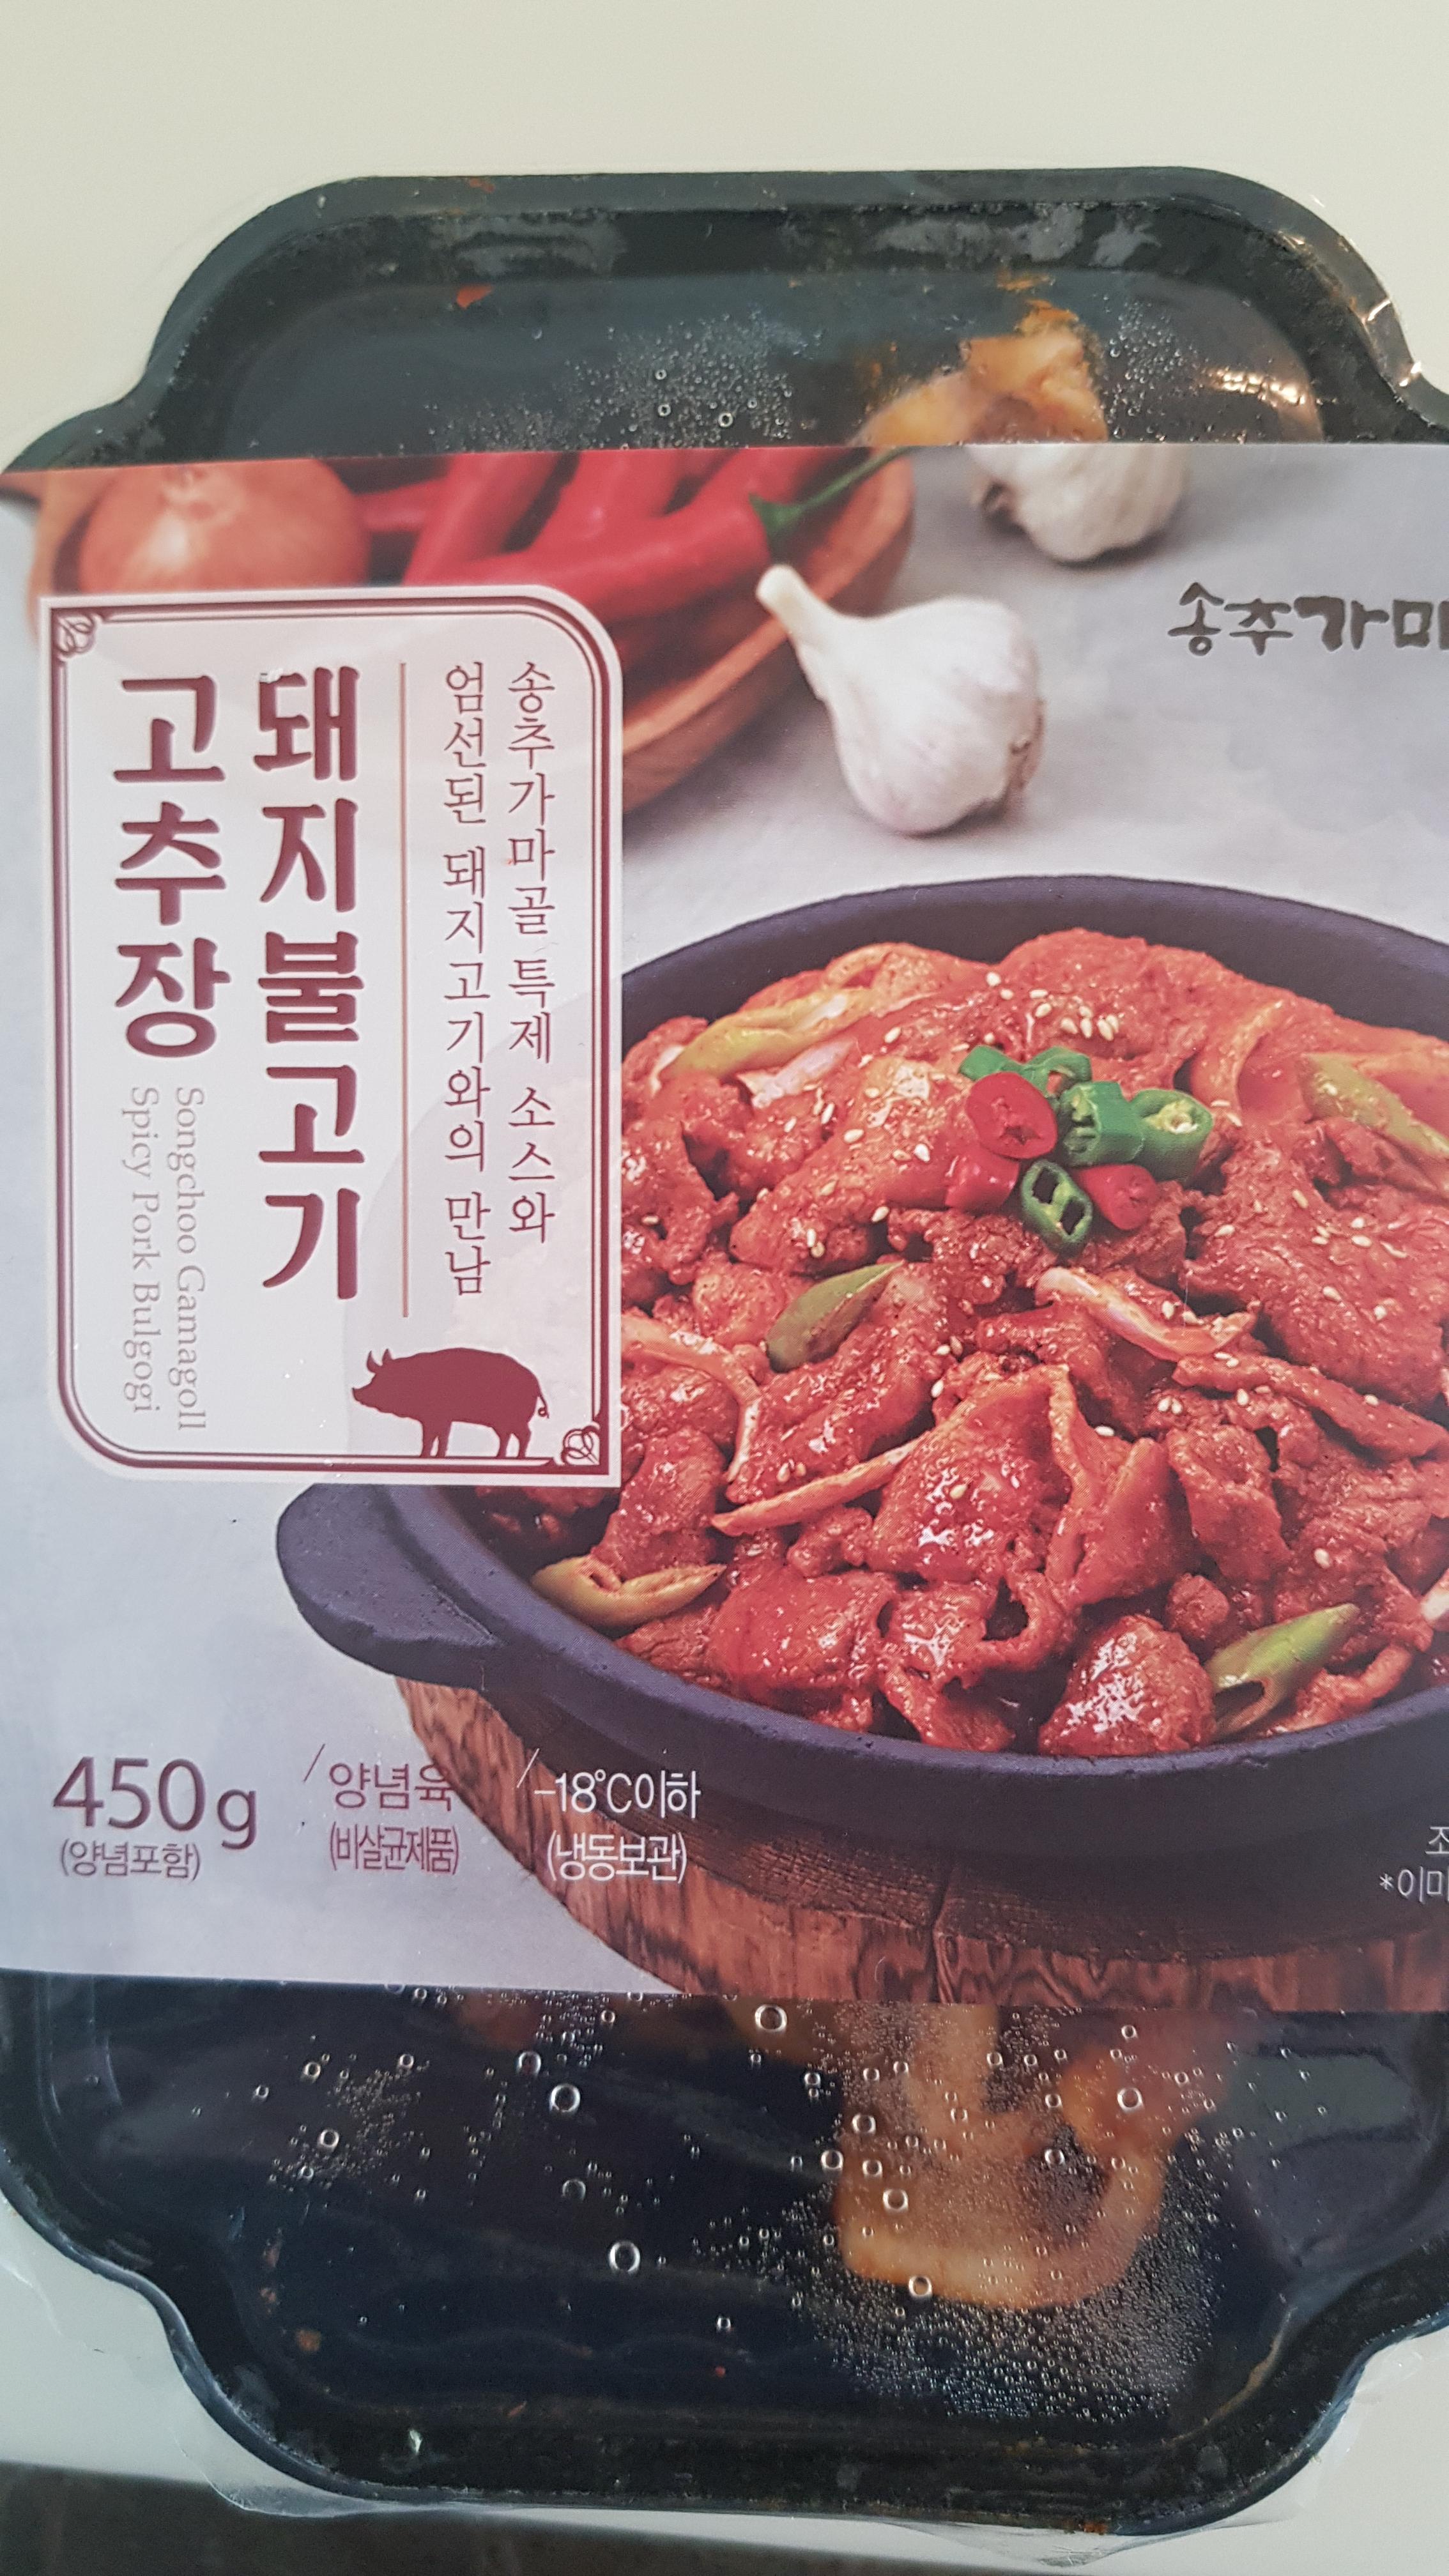 송추가마
송추가마골 특제 소스와
엄선된 돼지고기와의 만남
돼지불고기
고추장
Songchoo Gamagoll
Spicy Pork Bulgogi
450g
(양념포함)
양념육
(비살균제품)
-18℃이하
(냉동보관)
조
*이미